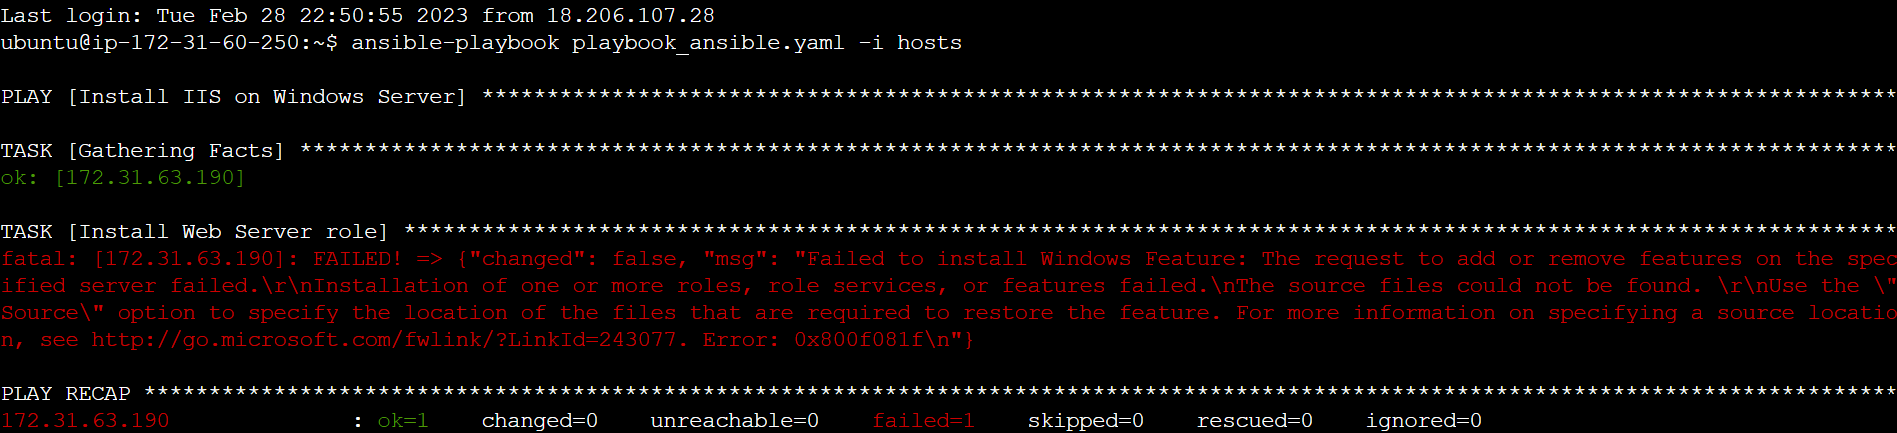 Last login: Tue Feb 28 22:50:55 2023 from 18.206.107.28
ubuntu@ip-172-31-60-250:~$ ansible-playbook playbook_ansible.yaml -i hosts
PLAY [Install IIS on Windows Server] *************************************************************************************************************
TASK [Gathering Facts] ***************************************************************************************************************************
ok: [172.31.63.190]
TASK [Install Web Server role] *******************************************************************************************************************
fatal: [172.31.63.190]: FAILED! => {"changed": false, "msg": "Failed to install Windows Feature: The request to add or remove features on the spec
ified server failed.\r\nInstallation of one or more roles, role services, or features failed.\nThe source files could not be found. \r\nUse the \"
Source\" option to specify the location of the files that are required to restore the feature. For more information on specifying a source locatio
n, see http://go.microsoft.com/fwlink/?LinkId=243077. Error: 0x800f081f\n"}
PLAY RECAP ***************************************************************************************************************************************
172.31.63.190              : ok=1    changed=0    unreachable=0    failed=1    skipped=0    rescued=0    ignored=0